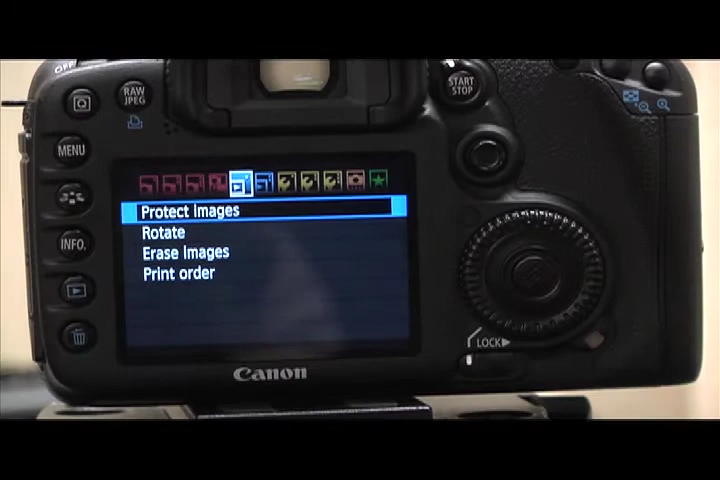 OFF
RAW
JPEG
START
STOP
MENU
INFO.
Protect images
Rotate
Erase images
Print order
LOCK
Canon